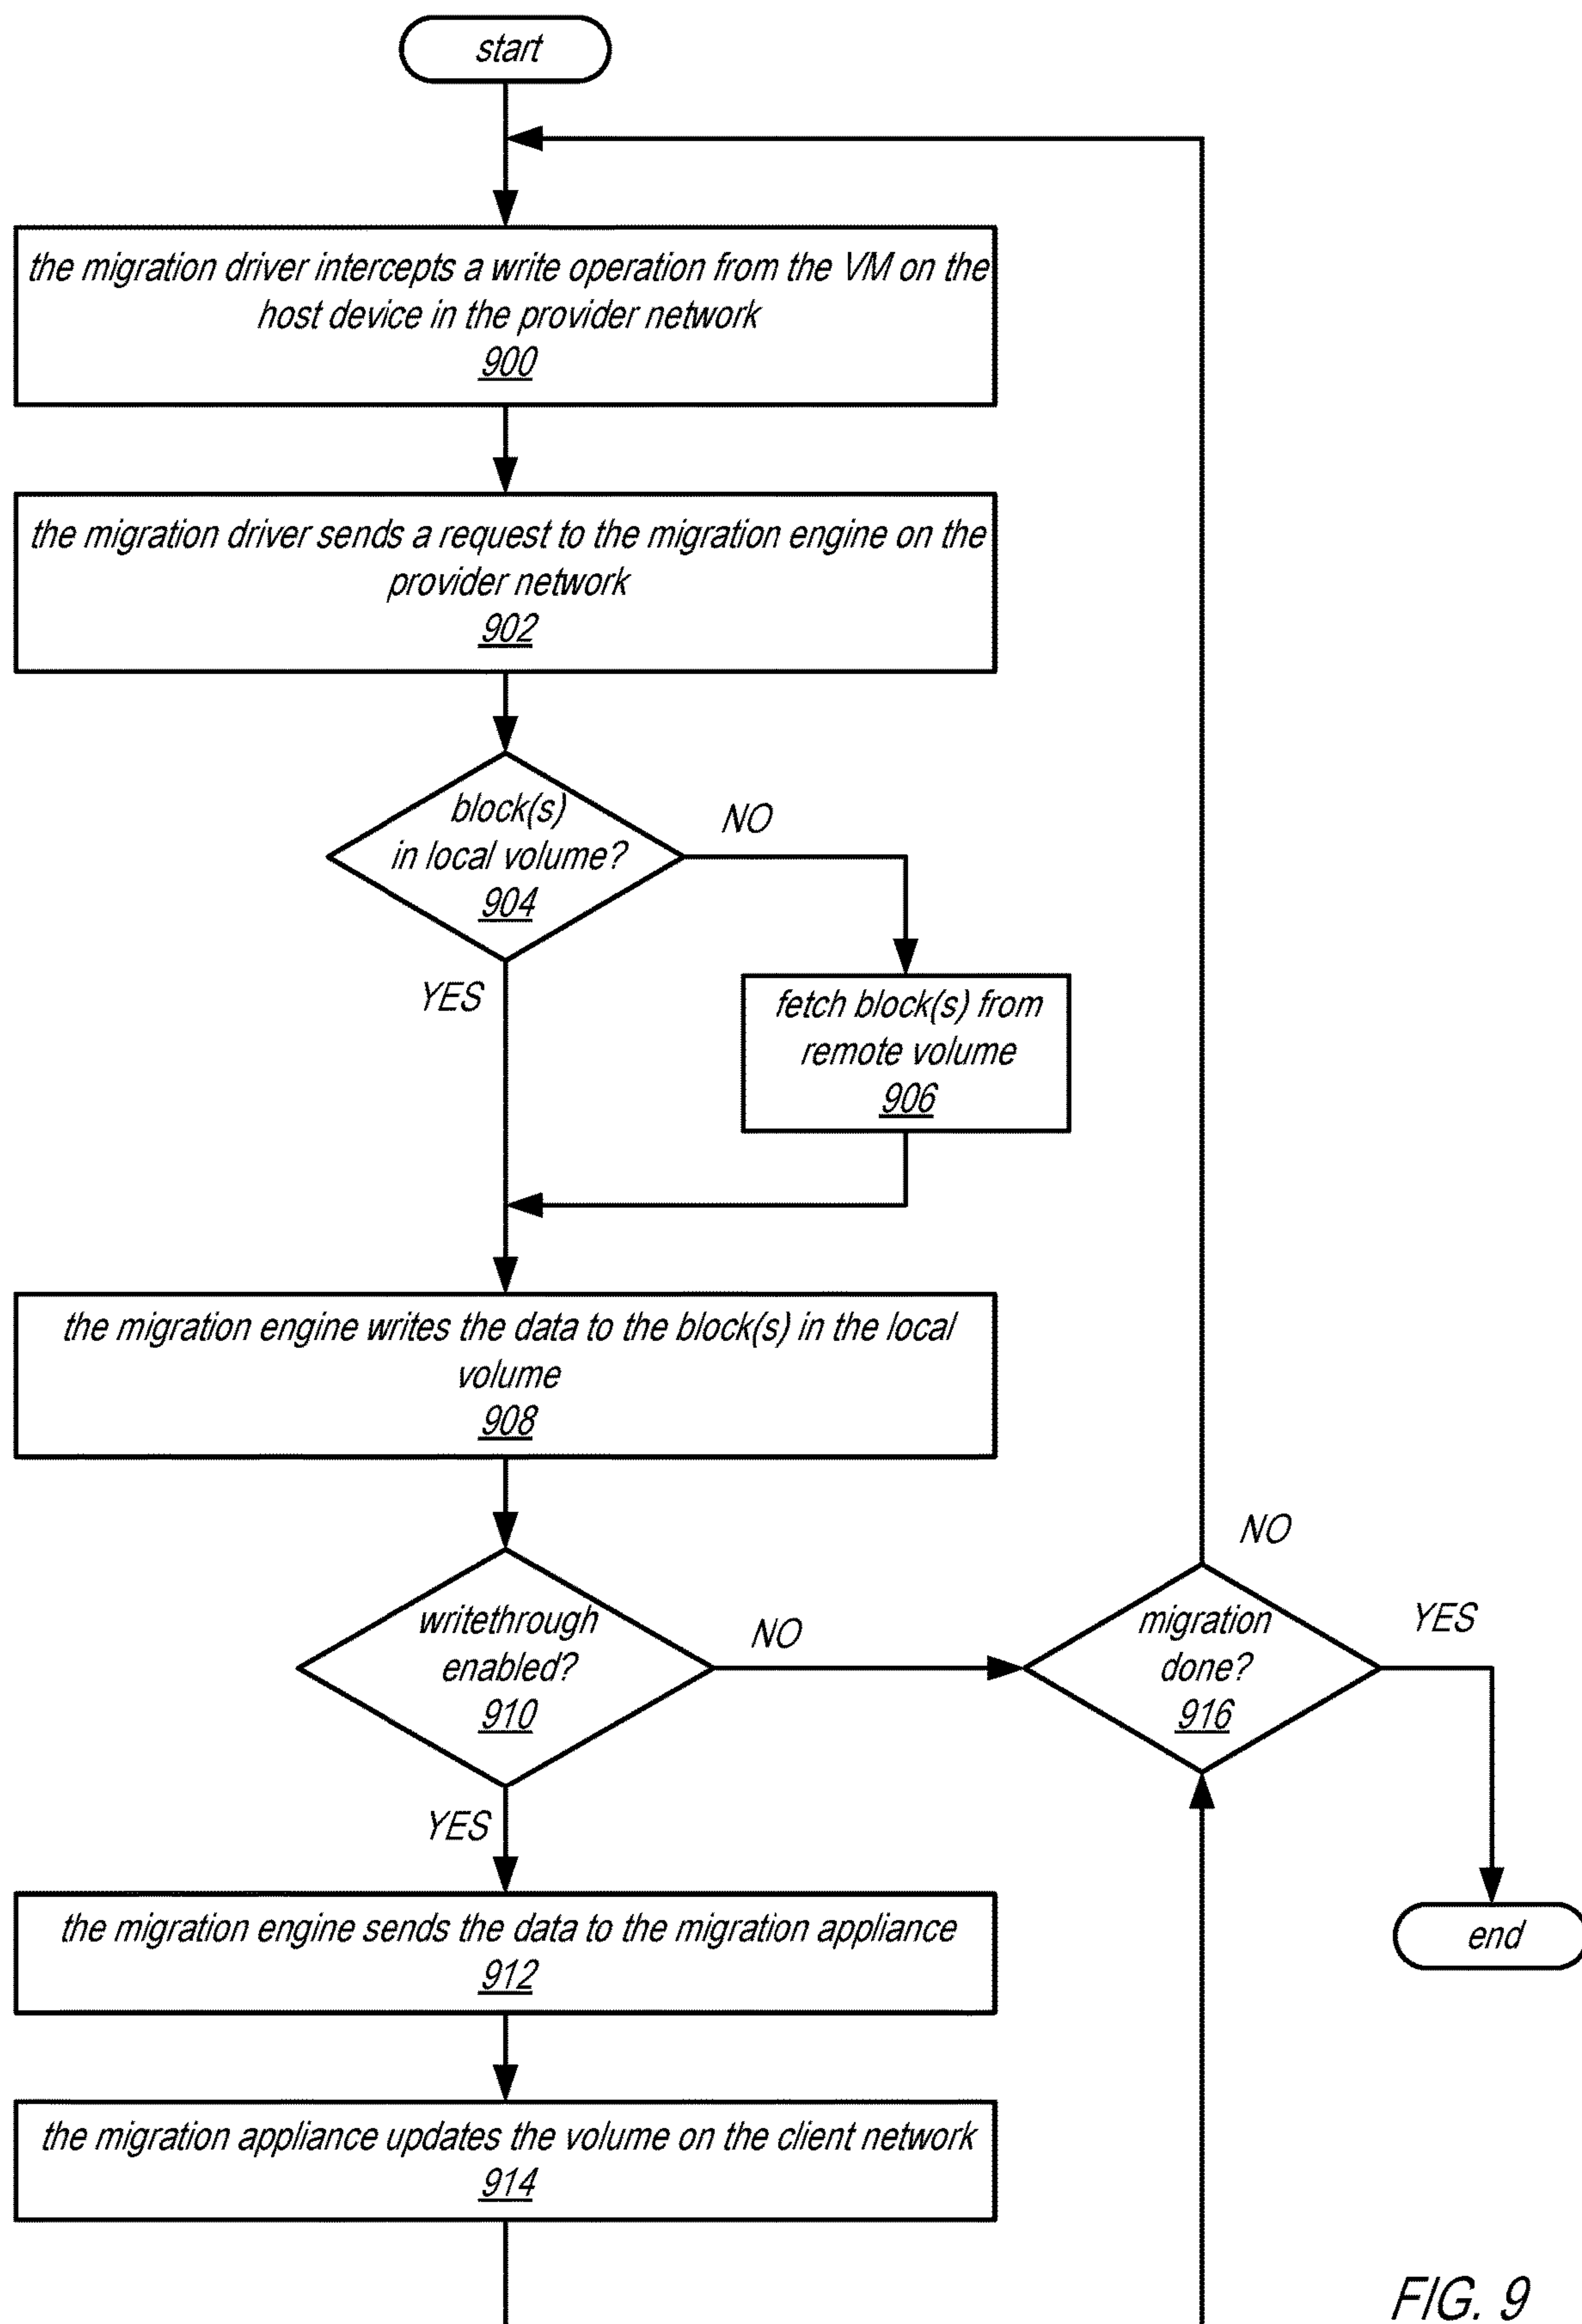 start
the migration driver intercepts a write operation from the VM on the
host device in the provider network
900
the migration driver sends a request to the migration engine on the
provider network
902
block(s)
in local volume?
904
NO
YES
fetch block(s) from
remote volume
906
the migration engine writes the data to the block(s) in the local
volume
908
writethrough
enabled?
910
NO
YES
migration
done?
916
NO
YES
end
the migration engine sends the data to the migration appliance
912
the migration appliance updates the volume on the client network
914
FIG. 9